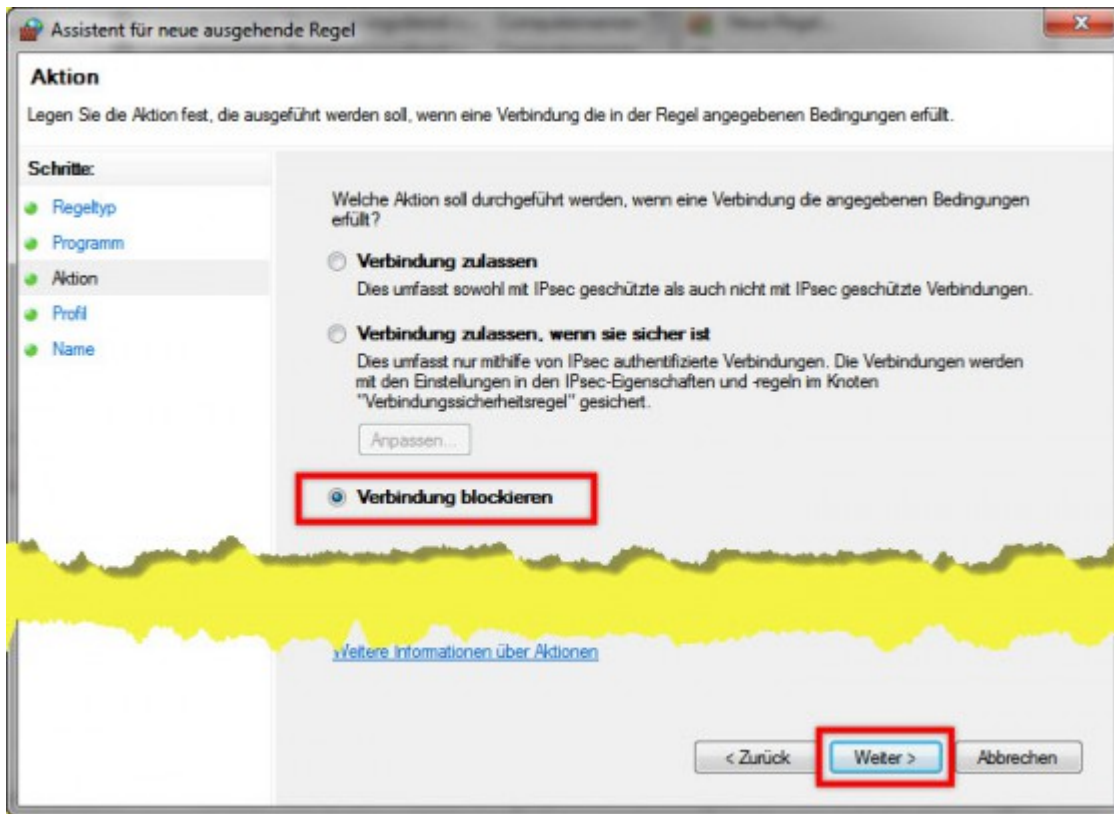 Assistent für neue ausgehende Regel
Neue Regel...
Aktion
Legen Sie die Aktion fest, die ausgeführt werden soll, wenn eine Verbindung die in der Regel angegebenen Bedingungen erfüllt.
Schritte:
Regeltyp
Programm
Aktion
Profil
Name
Welche Aktion soll durchgeführt werden, wenn eine Verbindung die angegebenen Bedingungen
erfüllt?
Verbindung zulassen
Dies umfasst sowohl mit IPsec geschützte als auch nicht mit IPsec geschützte Verbindungen.
Verbindung zulassen, wenn sie sicher ist
Dies umfasst nur mithilfe von IPsec authentifizierte Verbindungen. Die Verbindungen werden
mit den Einstellungen in den IPsec-Eigenschaften und -regeln im Knoten
"Verbindungssicherheitsregel" gesichert.
Anpassen...
Verbindung blockieren
Weitere Informationen über Aktionen
< Zurück
Weiter >
Abbrechen